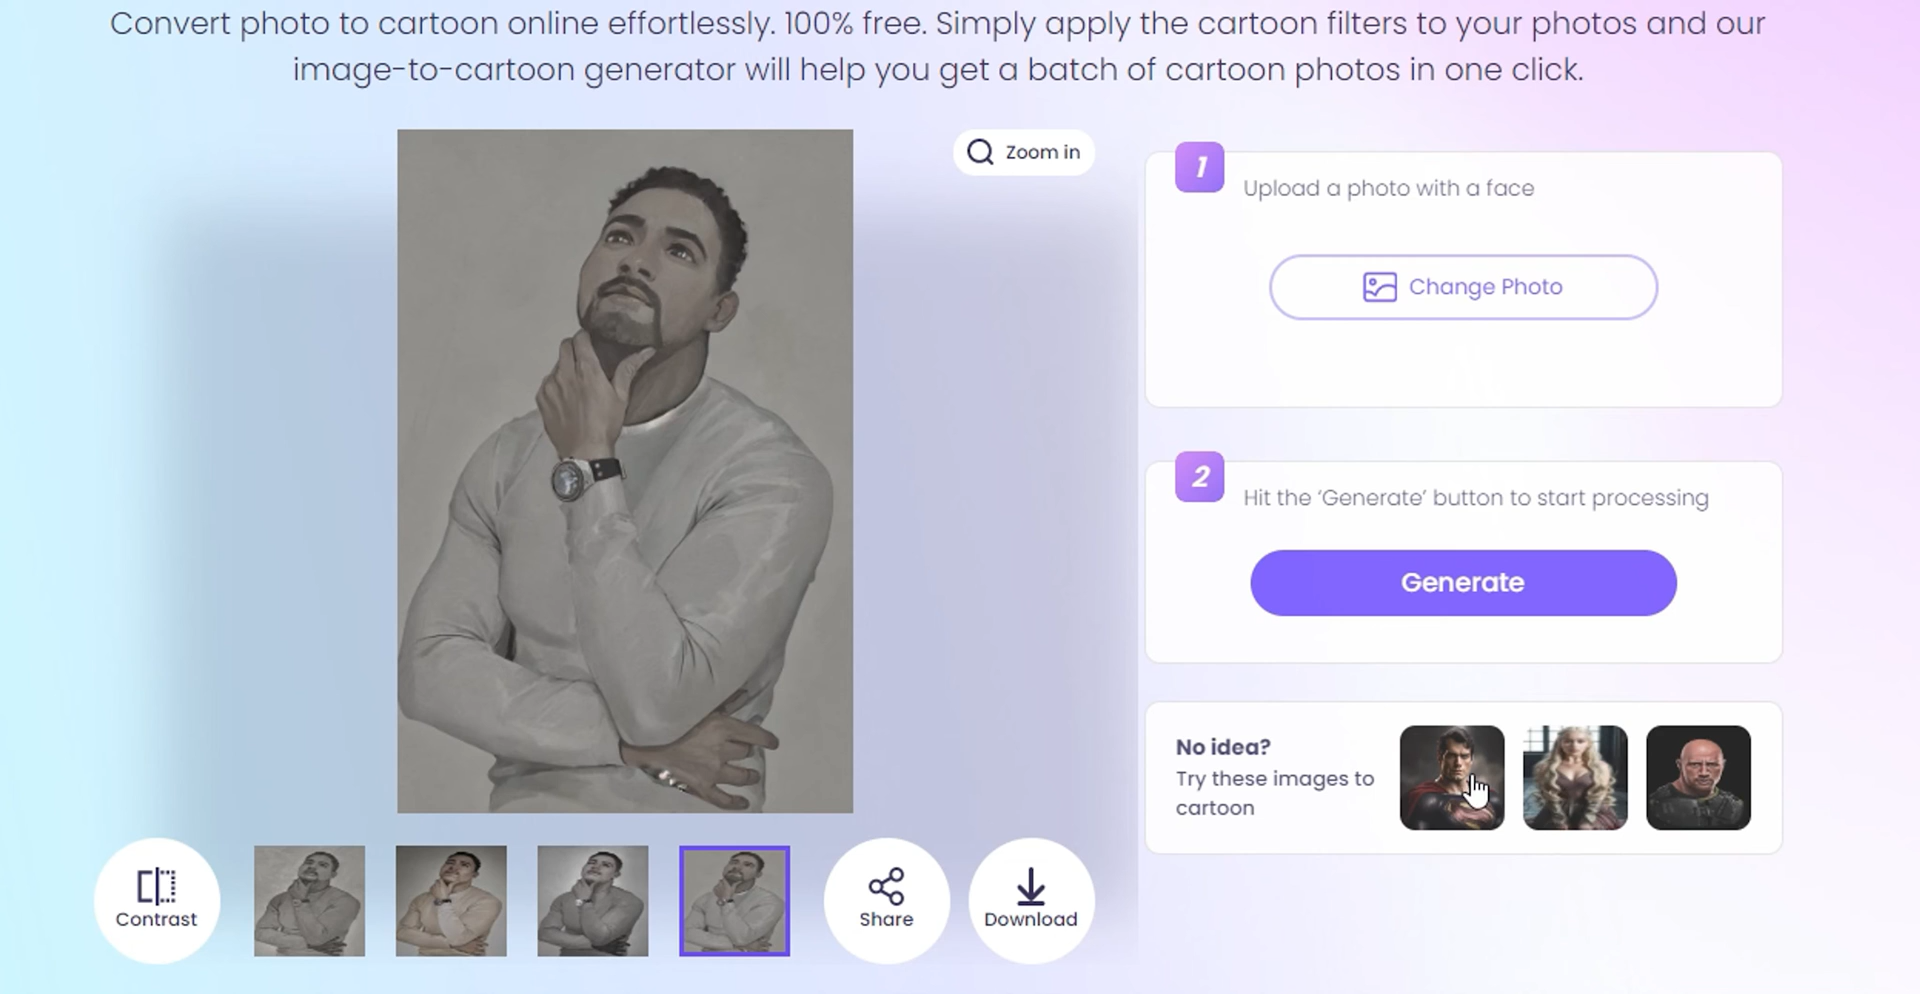 Convert photo to cartoon online effortlessly. 100% free. Simply apply the cartoon filters to your photos and our
image-to-cartoon generator will help you get a batch of cartoon photos in one click.
Zoom in
1
Upload a photo with a face
Change Photo
2
Hit the ‘Generate’ button to start processing
Generate
No idea?
Try these images to
cartoon
Contrast
Share
Download